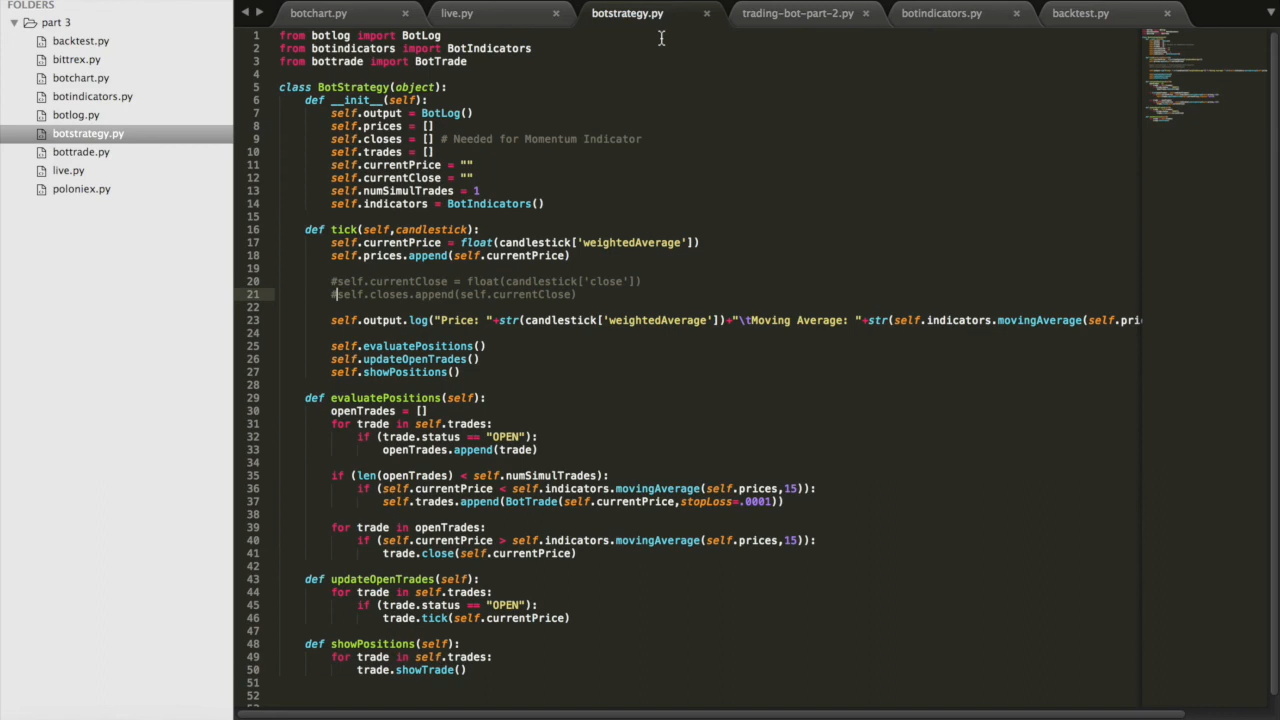 FOLDERS
part 3
backtest.py
bittrex.py
botchart.py
botindicators.py
botlog.py
botstrategy.py
bottrade.py
live.py
poloniex.py
botchart.py × live.py × botstrategy.py × trading-bot-part-2.py × botindicators.py × backtest.py ×
1 from botlog import BotLog
2 from botindicators import BotIndicators
3 from bottrade import BotTrade
4
5 class BotStrategy(object):
6     def __init__(self):
7         self.output = BotLog()
8         self.prices = []
9         self.closes = [] # Needed for Momentum Indicator
10         self.trades = []
11         self.currentPrice = ""
12         self.currentClose = ""
13         self.numSimulTrades = 1
14         self.indicators = BotIndicators()
15
16     def tick(self,candlestick):
17         self.currentPrice = float(candlestick['weightedAverage'])
18         self.prices.append(self.currentPrice)
19
20         #self.currentClose = float(candlestick['close'])
21         #self.closes.append(self.currentClose)
22
23         self.output.log("Price: "+str(candlestick['weightedAverage'])+"\tMoving Average: "+str(self.indicators.movingAverage(self.pri
24
25         self.evaluatePositions()
26         self.updateOpenTrades()
27         self.showPositions()
28
29     def evaluatePositions(self):
30         openTrades = []
31         for trade in self.trades:
32             if (trade.status == "OPEN"):
33                 openTrades.append(trade)
34
35         if (len(openTrades) < self.numSimulTrades):
36             if (self.currentPrice < self.indicators.movingAverage(self.prices,15)):
37                 self.trades.append(BotTrade(self.currentPrice,stopLoss=.0001))
38
39         for trade in openTrades:
40             if (self.currentPrice > self.indicators.movingAverage(self.prices,15)):
41                 trade.close(self.currentPrice)
42
43     def updateOpenTrades(self):
44         for trade in self.trades:
45             if (trade.status == "OPEN"):
46                 trade.tick(self.currentPrice)
47
48     def showPositions(self):
49         for trade in self.trades:
50             trade.showTrade()
51
52